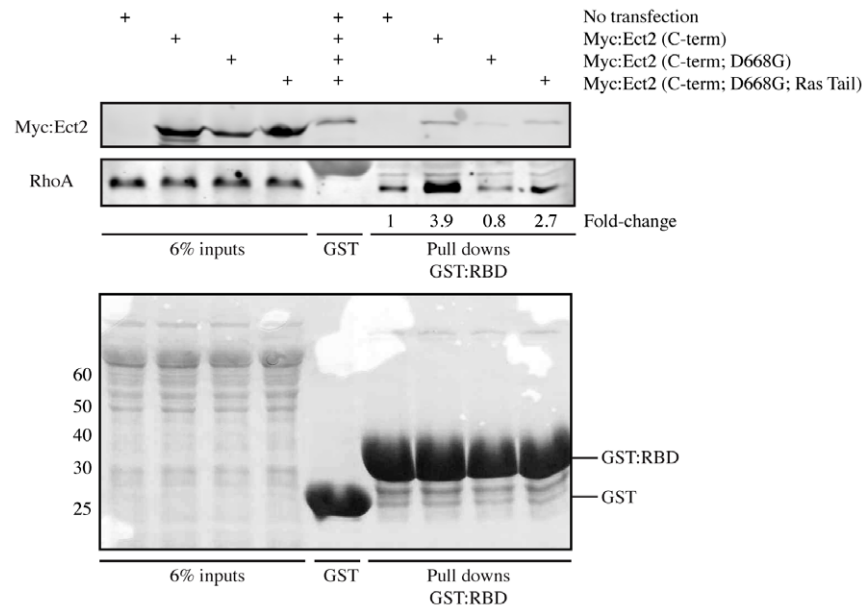 + + + No transfection
+ + + Myc:Ect2 (C-term)
+ + + Myc:Ect2 (C-term; D668G)
+ + + Myc:Ect2 (C-term; D668G; Ras Tail)
Myc:Ect2
RhoA
1 3.9 0.8 2.7 Fold-change
6% inputs GST Pull downs
GST:RBD
60
50
40
30
25
GST:RBD
GST
6% inputs GST Pull downs
GST:RBD